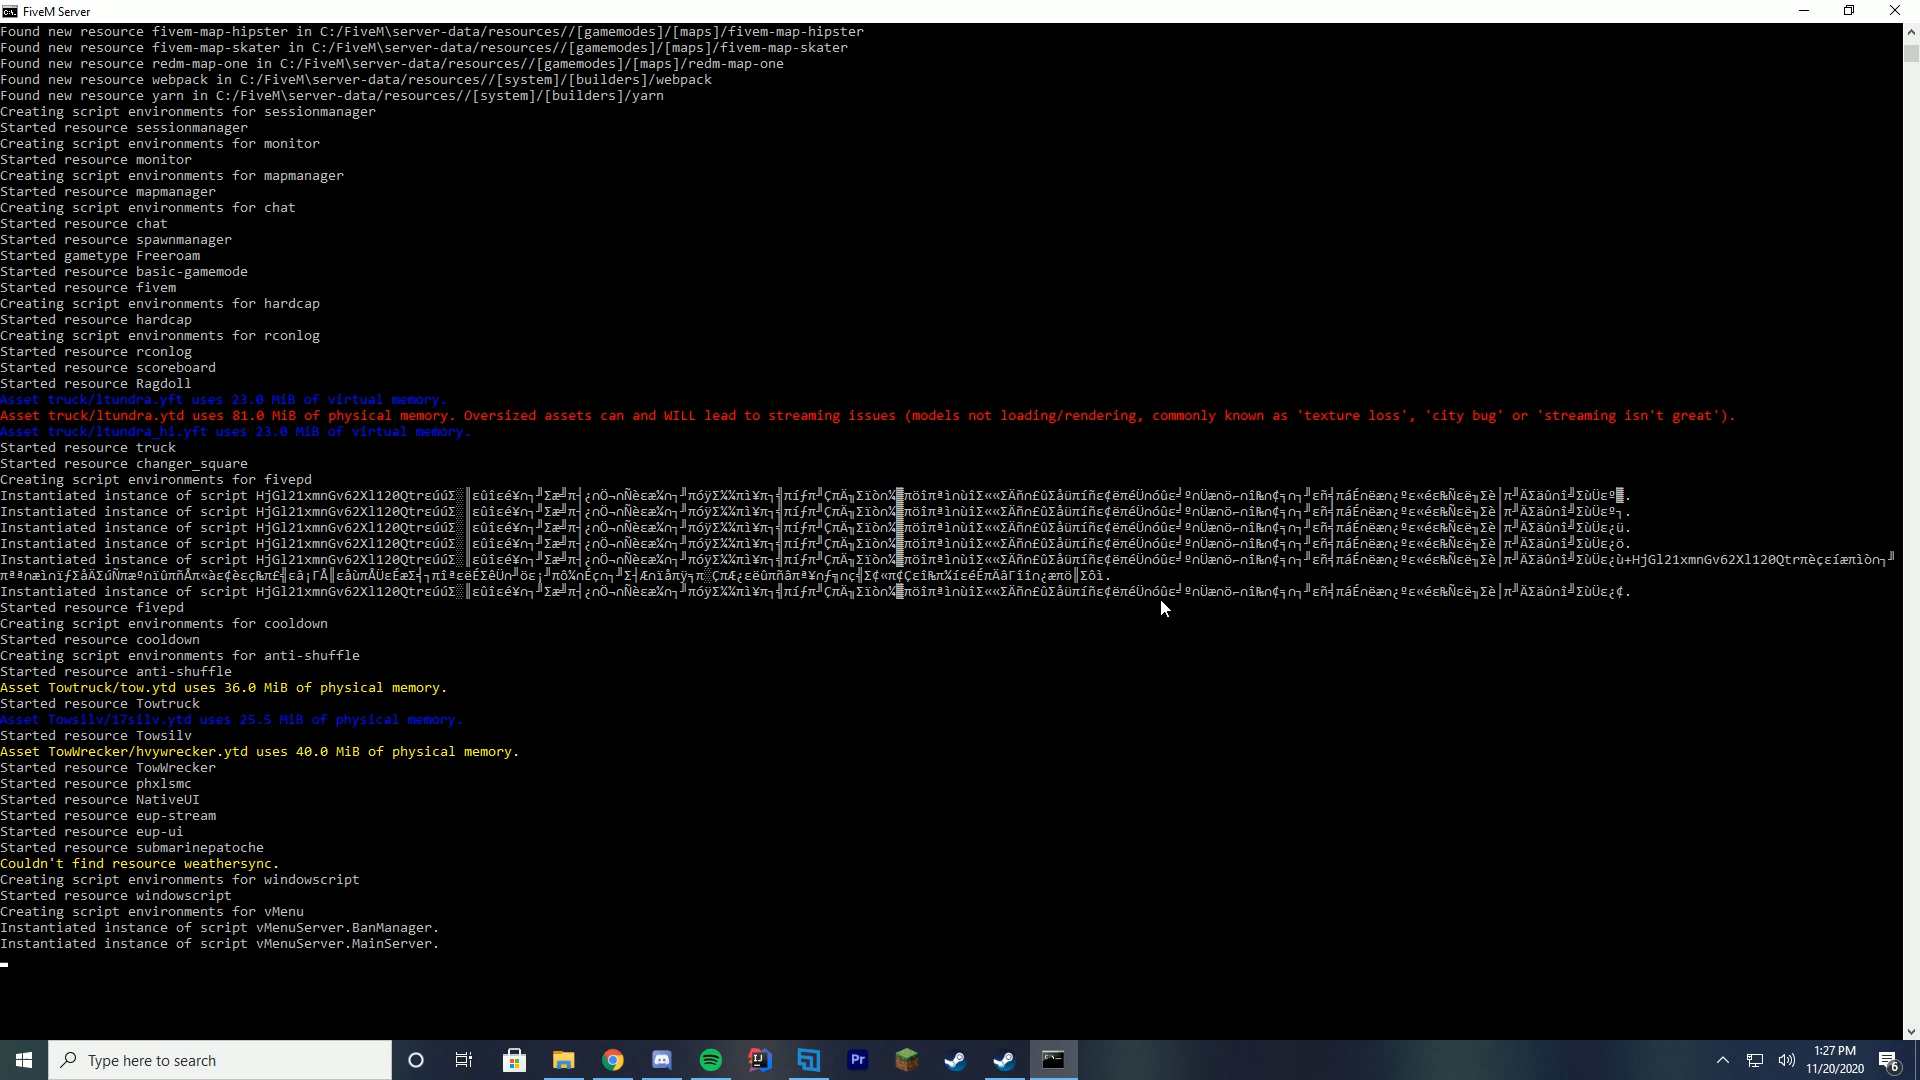 FiveM Server
Found new resource fivem-map-hipster in C:/FiveM\server-data/resources//[gamemodes]/[maps]/fivem-map-hipster
Found new resource fivem-map-skater in C:/FiveM\server-data/resources//[gamemodes]/[maps]/fivem-map-skater
Found new resource redm-map-one in C:/FiveM\server-data/resources//[gamemodes]/[maps]/redm-map-one
Found new resource webpack in C:/FiveM\server-data/resources//[system]/[builders]/webpack
Found new resource yarn in C:/FiveM\server-data/resources//[system]/[builders]/yarn
Creating script environments for sessionmanager
Started resource sessionmanager
Creating script environments for monitor
Started resource monitor
Creating script environments for mapmanager
Started resource mapmanager
Creating script environments for chat
Started resource chat
Started resource spawnmanager
Started gametype Freeroam
Started resource basic-gamemode
Started resource fivem
Creating script environments for hardcap
Started resource hardcap
Creating script environments for rconlog
Started resource rconlog
Started resource scoreboard
Started resource Ragdoll
Asset truck/ltundra.yft uses 23.0 MiB of virtual memory.
Asset truck/ltundra.ytd uses 81.0 MiB of physical memory. Oversized assets can and WILL lead to streaming issues (models not loading/rendering, commonly known as 'texture loss', 'city bug' or 'streaming isn't great').
Asset truck/ltundra_hi.yft uses 23.0 MiB of virtual memory.
Started resource truck
Started resource changer_square
Creating script environments for fivepd
Instantiated instance of script
Instantiated instance of script
Instantiated instance of script
Instantiated instance of script
Instantiated instance of script
Instantiated instance of script
Started resource fivepd
Creating script environments for cooldown
Started resource cooldown
Creating script environments for anti-shuffle
Started resource anti-shuffle
Asset Towtruck/tow.ytd uses 36.0 MiB of physical memory.
Started resource Towtruck
Asset Towsilv/17silv.ytd uses 25.5 MiB of physical memory.
Started resource Towsilv
Asset TowWrecker/hvywrecker.ytd uses 40.0 MiB of physical memory.
Started resource TowWrecker
Started resource phxlsmc
Started resource NativeUI
Started resource eup-stream
Started resource eup-ui
Started resource submarinepatoche
Couldn't find resource weathersync.
Creating script environments for windowscript
Started resource windowscript
Creating script environments for vMenu
Instantiated instance of script vMenuServer.BanManager.
Instantiated instance of script vMenuServer.MainServer.
Type here to search
Pr
1:27 PM
11/20/2020
6